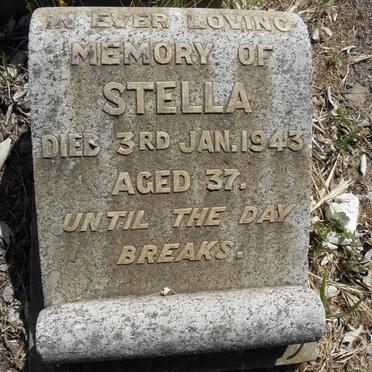 IN EVER LOVING
MEMORY OF
STELLA
DIED 3RD JAN. 1943
AGED 37.
UNTIL THE DAY
BREAKS.